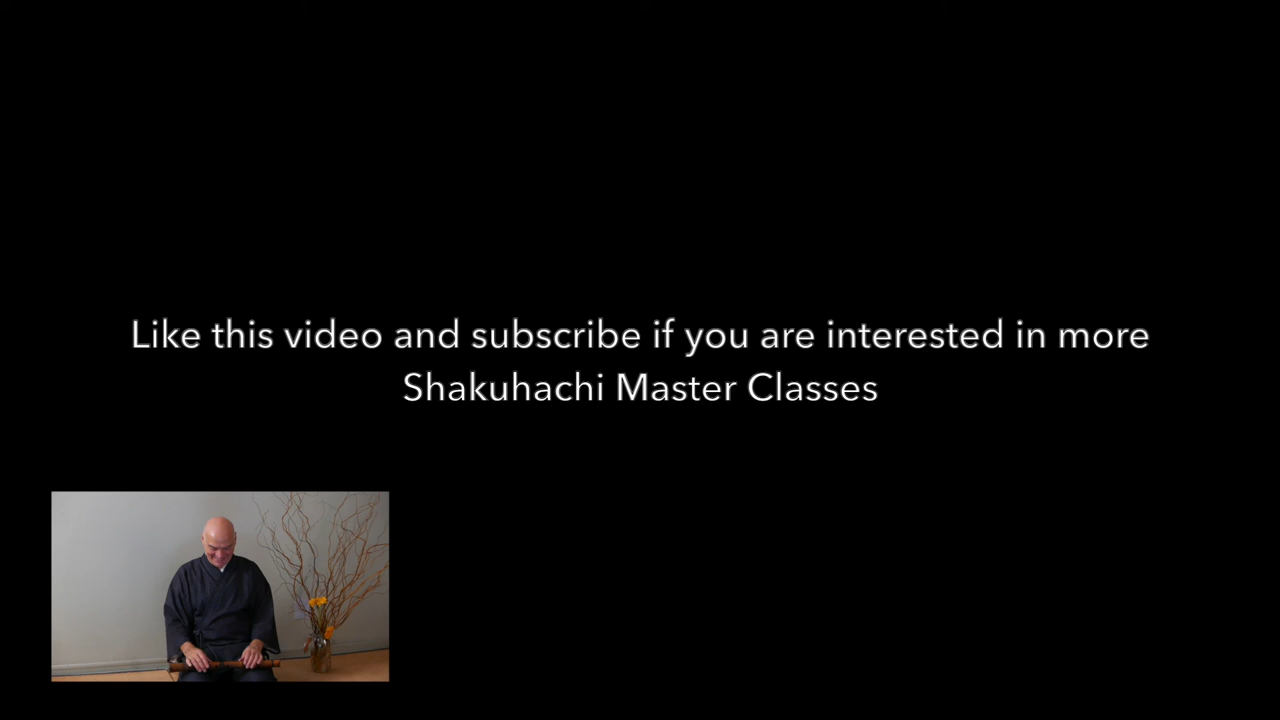 Like this video and subscribe if you are interested in more
Shakuhachi Master Classes